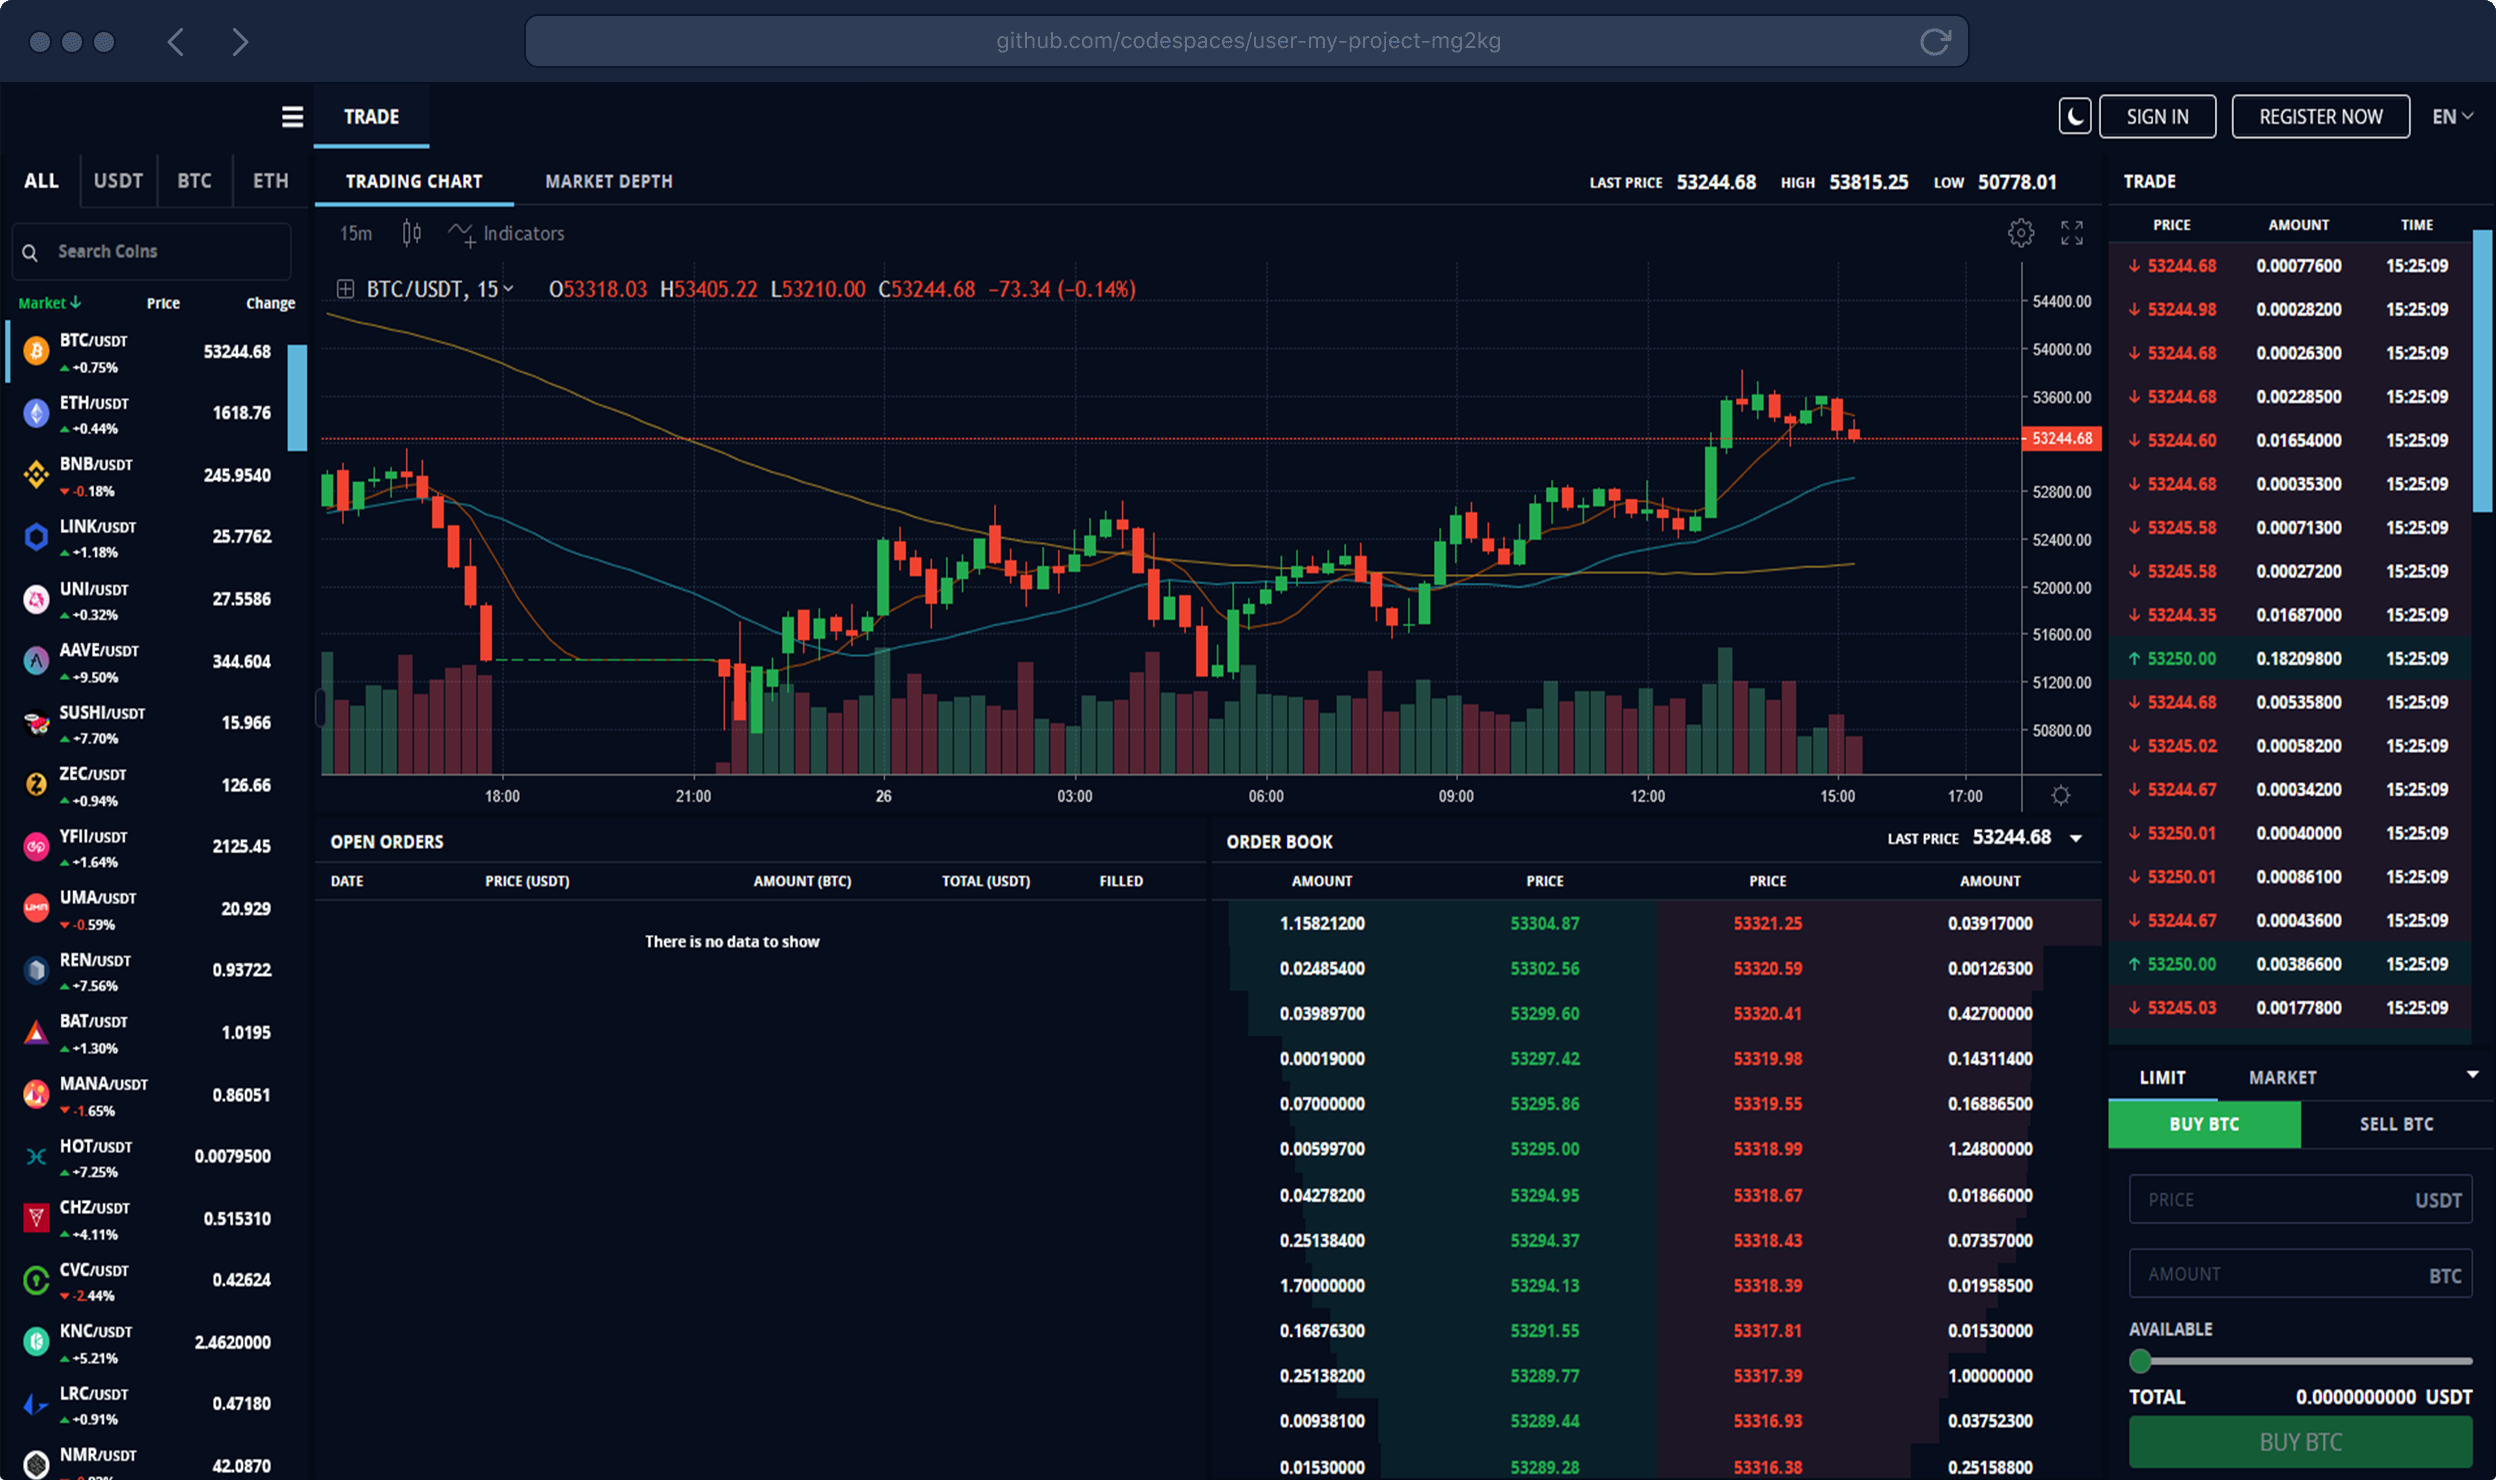 github.com/codespaces/user-my-project-mg2kg
TRADE
SIGN IN
REGISTER NOW
EN
ALL USDT BTC ETH
Search Coins
Market Price Change
BTC/USDT 53244.68
+0.75%
ETH/USDT 1618.76
+0.44%
BNB/USDT 245.9540
-0.18%
LINK/USDT 25.7762
+1.18%
UNI/USDT 27.5586
+0.32%
AAVE/USDT 344.604
+9.50%
SUSHI/USDT 15.966
+7.70%
ZEC/USDT 126.66
+0.94%
YFII/USDT 2125.45
+1.64%
UMA/USDT 20.929
-0.59%
REN/USDT 0.93722
+7.56%
BAT/USDT 1.0195
+1.30%
MANA/USDT 0.86051
-1.65%
HOT/USDT 0.0079500
+7.25%
CHZ/USDT 0.515310
+4.11%
CVC/USDT 0.42624
-2.44%
KNC/USDT 2.4620000
+5.21%
LRC/USDT 0.47180
+0.91%
NMR/USDT 42.0870
TRADING CHART MARKET DEPTH
LAST PRICE 53244.68 HIGH 53815.25 LOW 50778.01
15m Indicators
BTC/USDT, 15 O53318.03 H53405.22 L53210.00 C53244.68 −73.34 (−0.14%)
54400.00
54000.00
53600.00
53244.68
52800.00
52400.00
52000.00
51600.00
51200.00
50800.00
18:00 21:00 26 03:00 06:00 09:00 12:00 15:00 17:00
OPEN ORDERS
DATE PRICE (USDT) AMOUNT (BTC) TOTAL (USDT) FILLED
There is no data to show
ORDER BOOK LAST PRICE 53244.68
AMOUNT PRICE PRICE AMOUNT
1.15821200 53304.87 53321.25 0.03917000
0.02485400 53302.56 53320.59 0.00126300
0.03989700 53299.60 53320.41 0.42700000
0.00019000 53297.42 53319.98 0.14311400
0.07000000 53295.86 53319.55 0.16886500
0.00599700 53295.00 53318.99 1.24800000
0.04278200 53294.95 53318.67 0.01866000
0.25138400 53294.37 53318.43 0.07357000
1.70000000 53294.13 53318.39 0.01958500
0.16876300 53291.55 53317.81 0.01530000
0.25138200 53289.77 53317.39 1.00000000
0.00938100 53289.44 53316.93 0.03752300
0.01530000 53289.28 53316.38 0.25158800
TRADE
PRICE AMOUNT TIME
53244.68 0.00077600 15:25:09
53244.98 0.00028200 15:25:09
53244.68 0.00026300 15:25:09
53244.68 0.00228500 15:25:09
53244.60 0.01654000 15:25:09
53244.68 0.00035300 15:25:09
53245.58 0.00071300 15:25:09
53245.58 0.00027200 15:25:09
53244.35 0.01687000 15:25:09
53250.00 0.18209800 15:25:09
53244.68 0.00535800 15:25:09
53245.02 0.00058200 15:25:09
53244.67 0.00034200 15:25:09
53250.01 0.00040000 15:25:09
53250.01 0.00086100 15:25:09
53244.67 0.00043600 15:25:09
53250.00 0.00386600 15:25:09
53245.03 0.00177800 15:25:09
LIMIT MARKET
BUY BTC SELL BTC
PRICE USDT
AMOUNT BTC
AVAILABLE
TOTAL 0.0000000000 USDT
BUY BTC